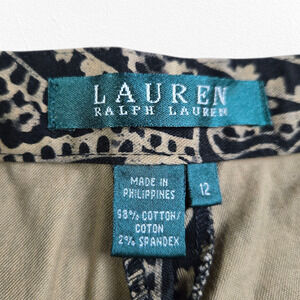 LAUREN
RALPH LAUREN
MADE IN
PHILIPPINES
98% COTTON/
COTON
2% SPANDEX
12